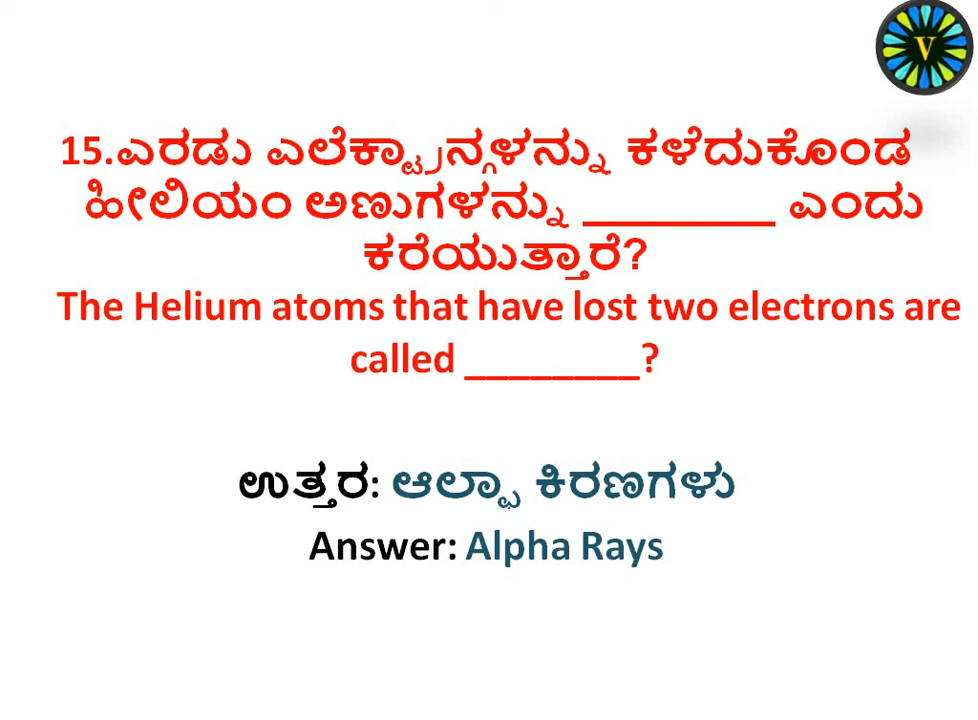 15.ಎರಡು ಎಲೆಕ್ಟ್ರಾನ್ಗಳನ್ನು ಕಳೆದುಕೊಂಡ
ಹೀಲಿಯಂ ಅಣುಗಳನ್ನು _________ ಎಂದು
ಕರೆಯುತ್ತಾರೆ?
The Helium atoms that have lost two electrons are
called ________?
ಉತ್ತರ: ಆಲ್ಫಾ ಕಿರಣಗಳು
Answer: Alpha Rays
V